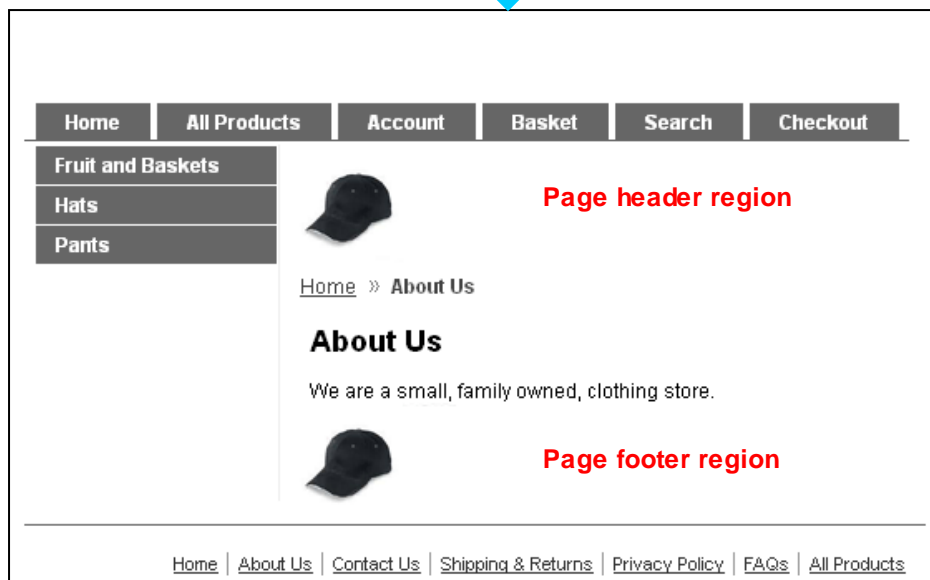 Home All Products Account Basket Search Checkout
Fruit and Baskets
Hats
Pants
Page header region
Home » About Us
About Us
We are a small, family owned, clothing store.
Page footer region
Home | About Us | Contact Us | Shipping & Returns | Privacy Policy | FAQs | All Products